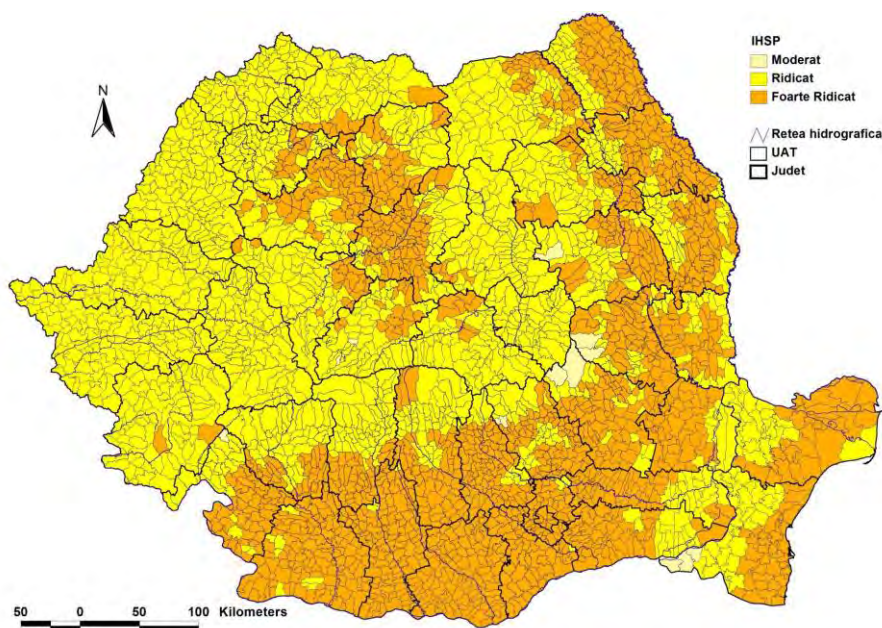 N
IHSP
Moderat
Ridicat
Foarte Ridicat
Retea hidrografica
UAT
Judet
50 0 50 100 Kilometers